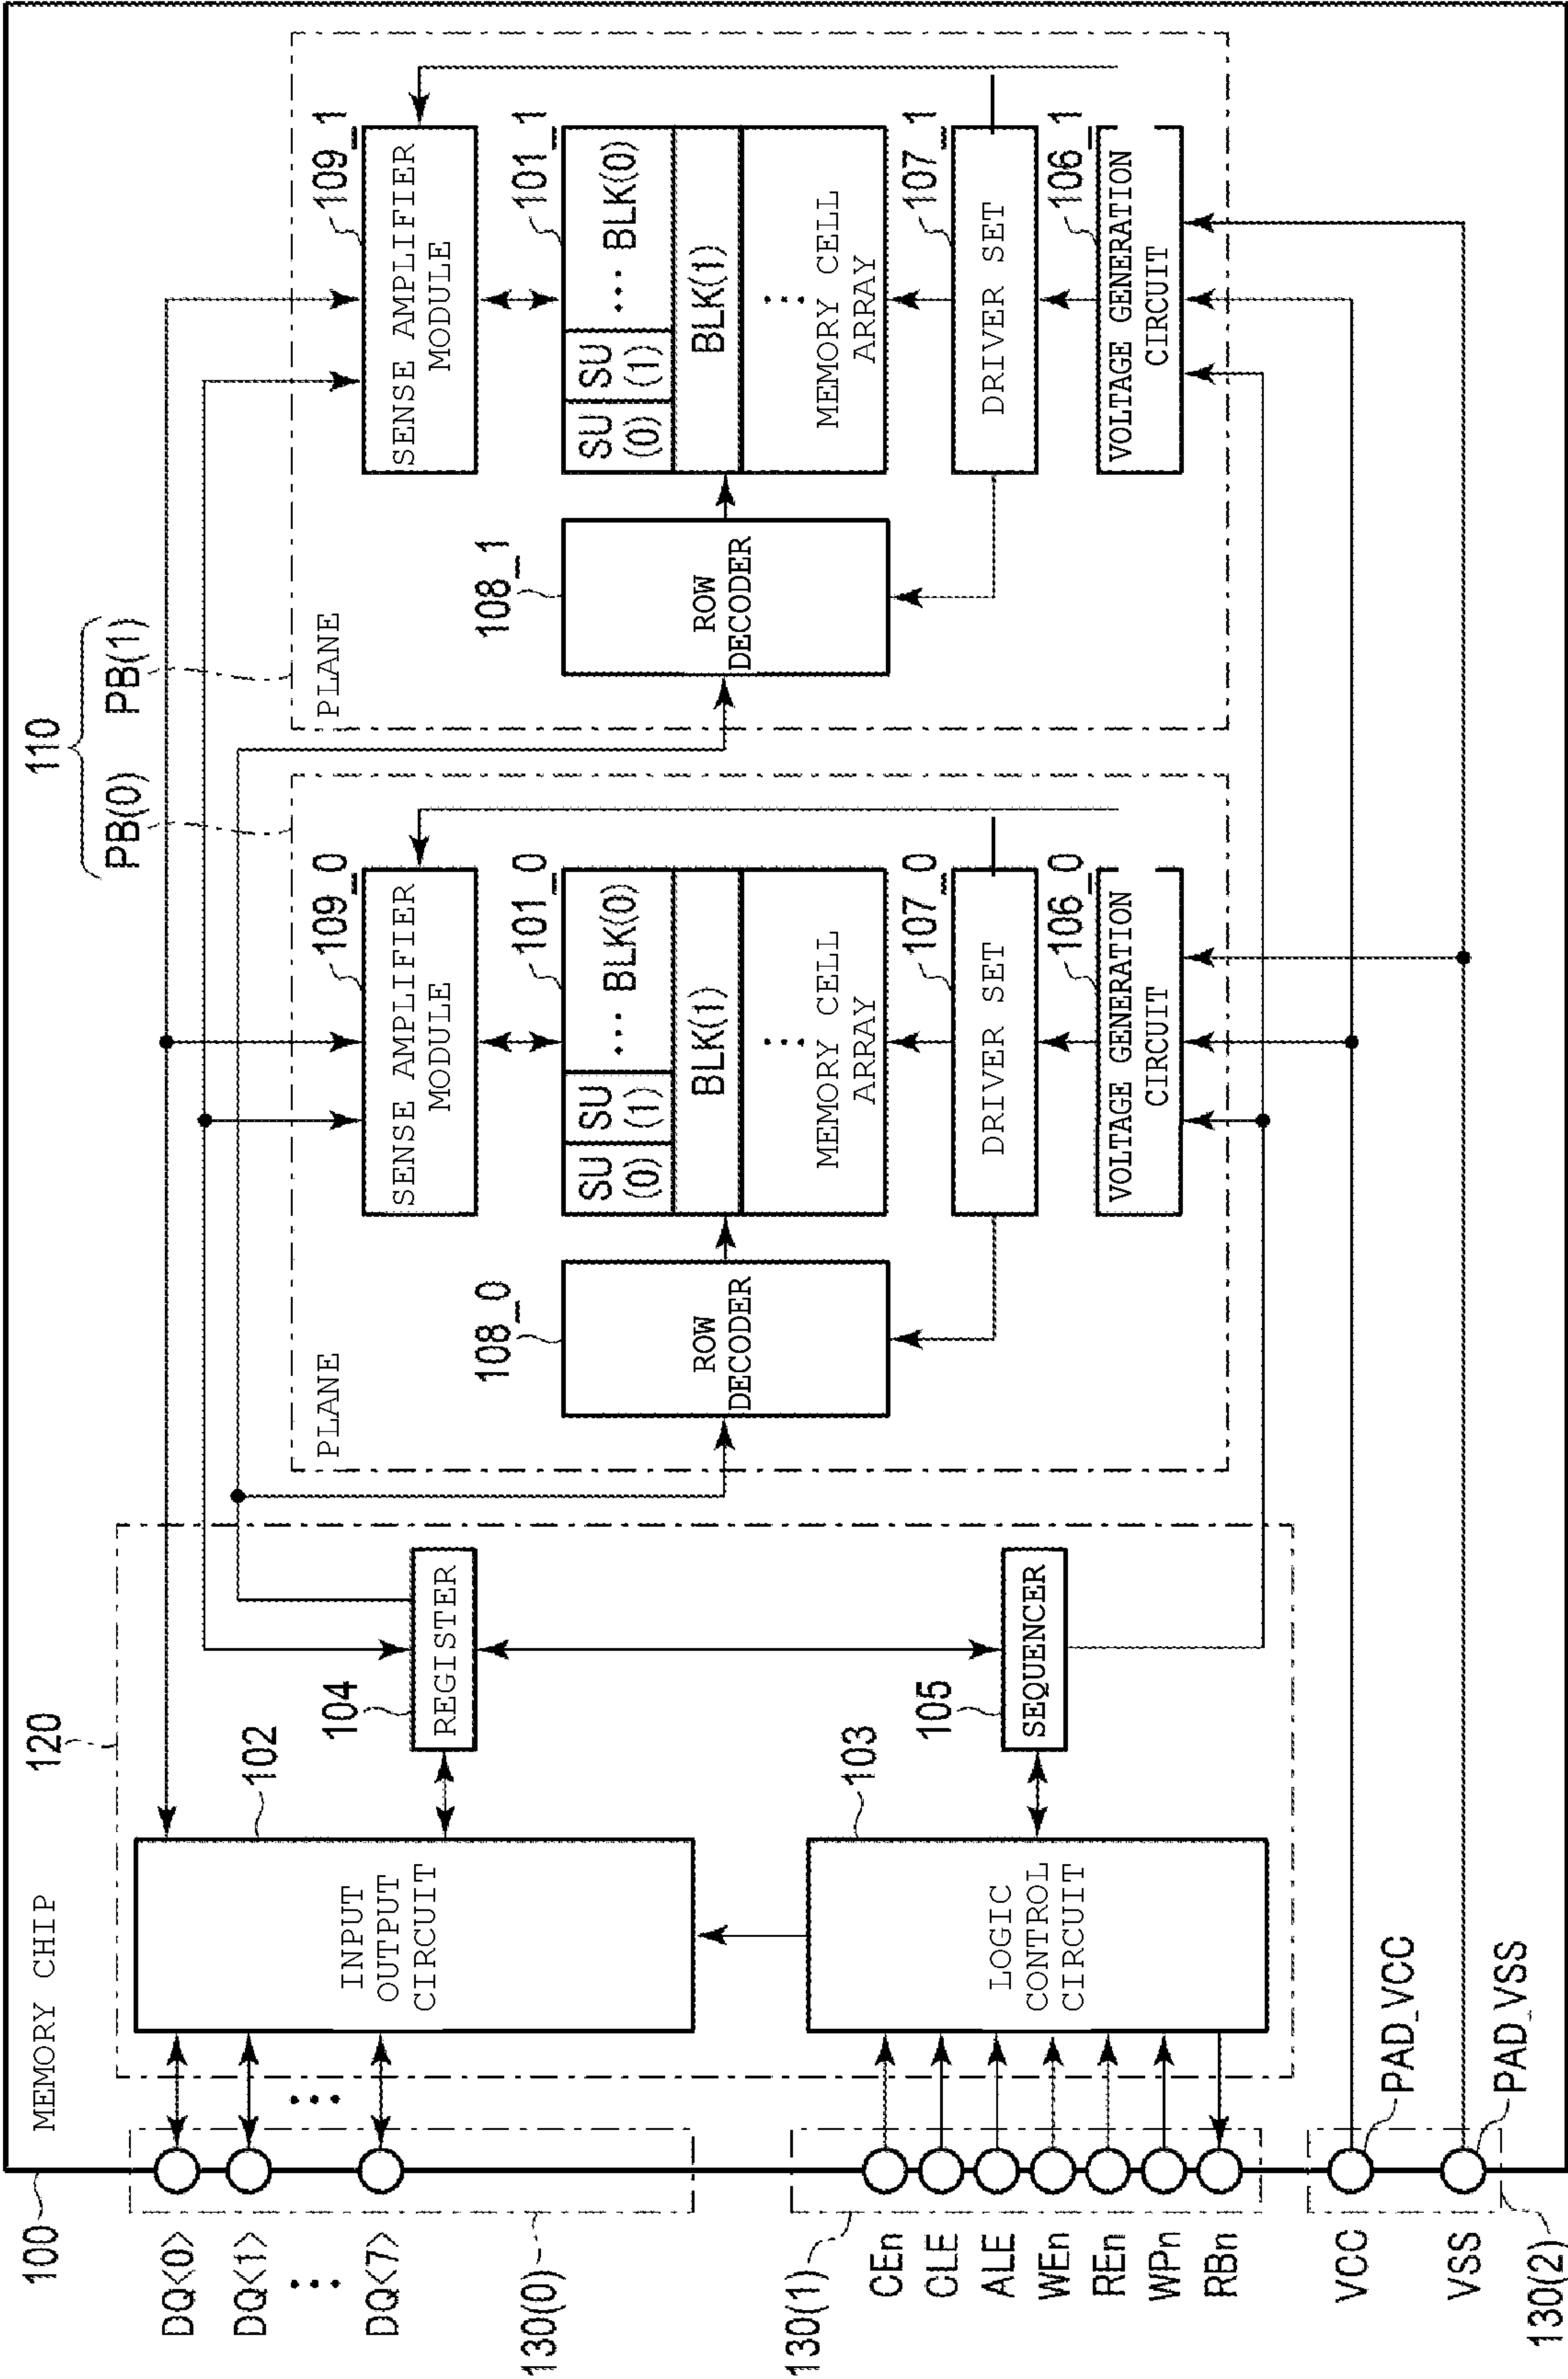 100
MEMORY CHIP
120
110
PB(0)
PB(1)
DQ<0>
DQ<1>
⋮
DQ<7>
130(0)
⋮
INPUT
OUTPUT
CIRCUIT
102
REGISTER
104
LOGIC
CONTROL
CIRCUIT
103
SEQUENCER
105
130(1)
CEn
CLE
ALE
WEn
REn
WPn
RBn
VCC
PAD_VCC
VSS
PAD_VSS
130(2)
PLANE
SENSE AMPLIFIER
MODULE
109_0
ROW
DECODER
108_0
101_0
SU
(0)
SU
(1)
... BLK(0)
BLK(1)
⋮
MEMORY CELL
ARRAY
DRIVER SET
107_0
VOLTAGE GENERATION
CIRCUIT
106_0
PLANE
SENSE AMPLIFIER
MODULE
109_1
ROW
DECODER
108_1
101_1
SU
(0)
SU
(1)
... BLK(0)
BLK(1)
⋮
MEMORY CELL
ARRAY
DRIVER SET
107_1
VOLTAGE GENERATION
CIRCUIT
106_1